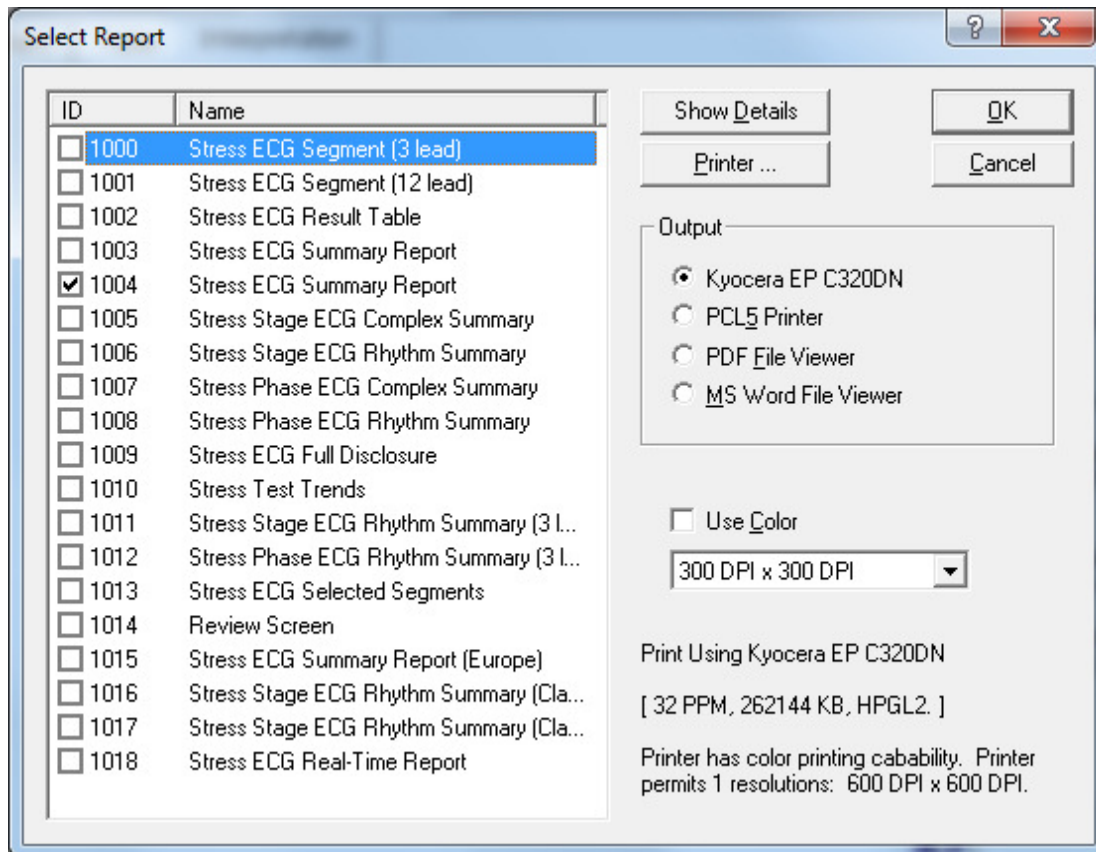 Select Report
ID Name
1000 Stress ECG Segment (3 lead)
1001 Stress ECG Segment (12 lead)
1002 Stress ECG Result Table
1003 Stress ECG Summary Report
1004 Stress ECG Summary Report
1005 Stress Stage ECG Complex Summary
1006 Stress Stage ECG Rhythm Summary
1007 Stress Phase ECG Complex Summary
1008 Stress Phase ECG Rhythm Summary
1009 Stress ECG Full Disclosure
1010 Stress Test Trends
1011 Stress Stage ECG Rhythm Summary (3 l...
1012 Stress Phase ECG Rhythm Summary (3 l...
1013 Stress ECG Selected Segments
1014 Review Screen
1015 Stress ECG Summary Report (Europe)
1016 Stress Stage ECG Rhythm Summary (Cla...
1017 Stress Stage ECG Rhythm Summary (Cla...
1018 Stress ECG Real-Time Report
Show Details
OK
Printer ...
Cancel
Output
Kyocera EP C320DN
PCL5 Printer
PDF File Viewer
MS Word File Viewer
Use Color
300 DPI x 300 DPI
Print Using Kyocera EP C320DN
[ 32 PPM, 262144 KB, HPGL2. ]
Printer has color printing cabability. Printer
permits 1 resolutions: 600 DPI x 600 DPI.